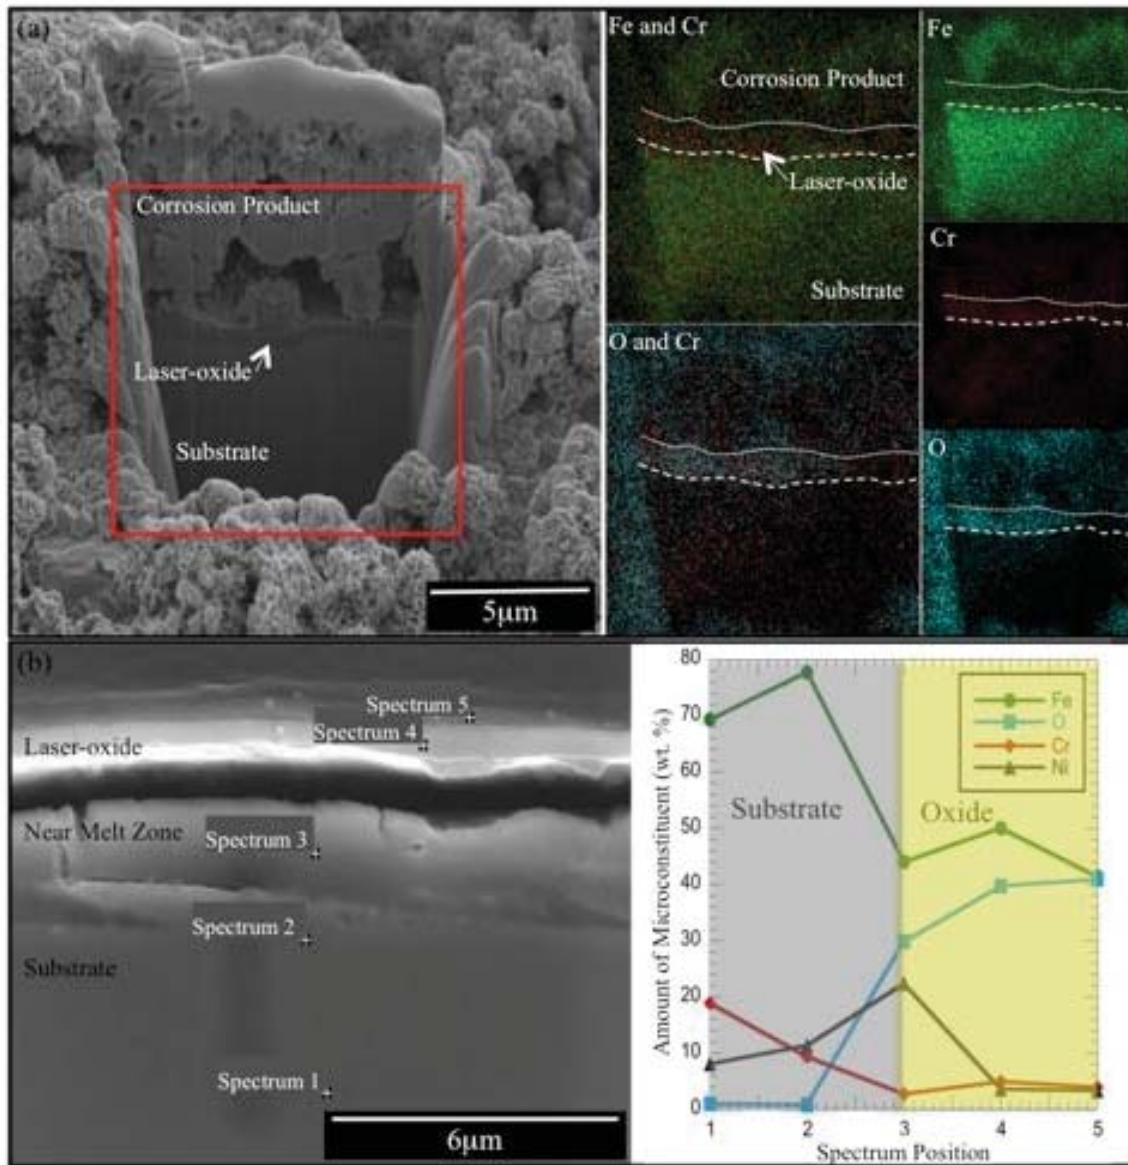 (a)
Corrosion Product
Laser-oxide
Substrate
5µm
Fe and Cr
Corrosion Product
Laser-oxide
Substrate
Fe
Cr
O and Cr
O
(b)
Spectrum 5
Spectrum 4
Laser-oxide
Near Melt Zone
Spectrum 3
Spectrum 2
Substrate
Spectrum 1
6µm
Amount of Microconstituent (wt. %)
80
70
60
50
40
30
20
10
0
Substrate
Oxide
Fe
O
Cr
Ni
1 2 3 4 5
Spectrum Position